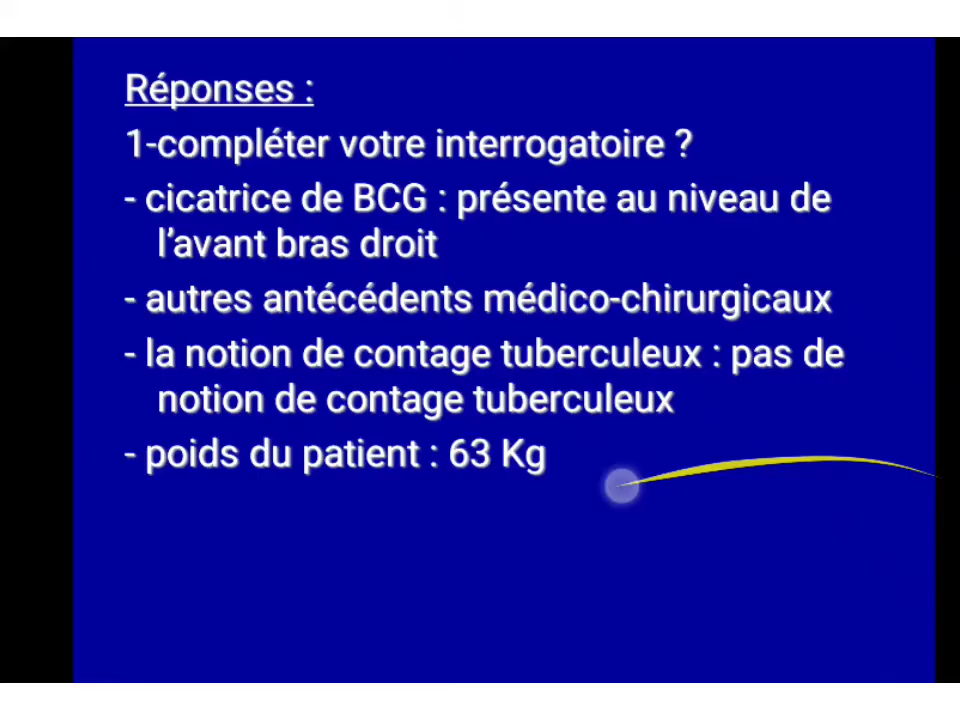 Réponses :
1-compléter votre interrogatoire ?
- cicatrice de BCG : présente au niveau de
l'avant bras droit
- autres antécédents médico-chirurgicaux
- la notion de contage tuberculeux : pas de
notion de contage tuberculeux
- poids du patient : 63 Kg